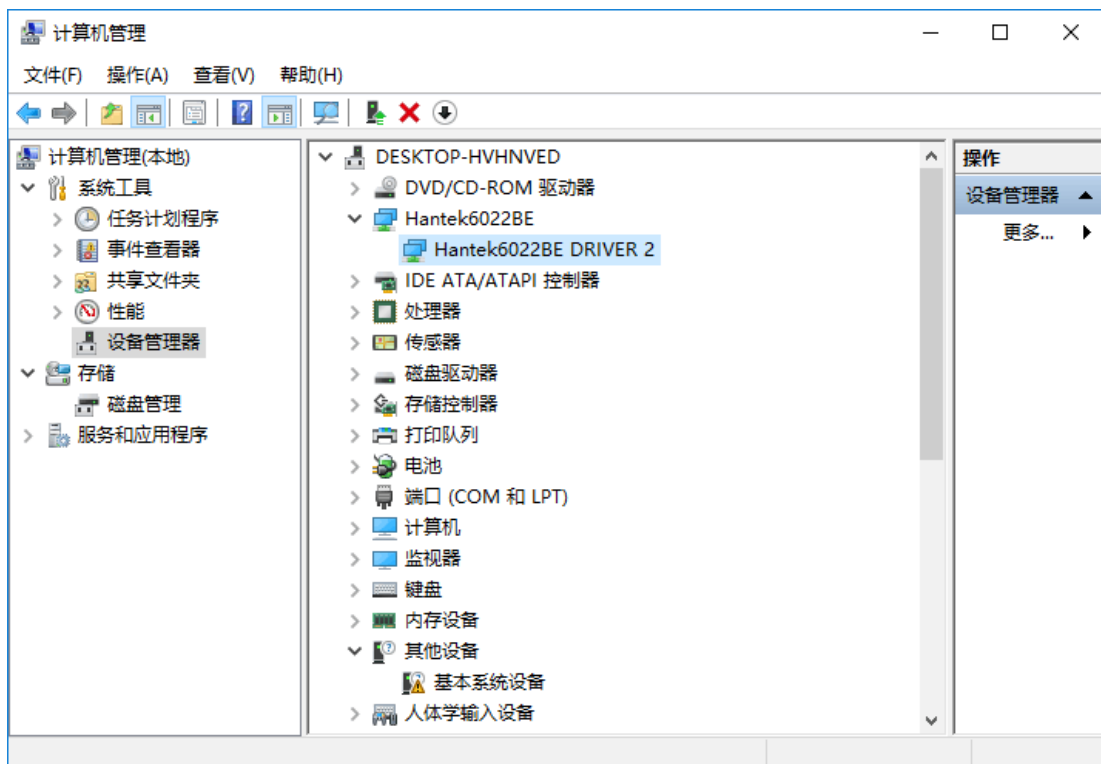 计算机管理
文件(F) 操作(A) 查看(V) 帮助(H)
计算机管理(本地)
系统工具
任务计划程序
事件查看器
共享文件夹
性能
设备管理器
存储
磁盘管理
服务和应用程序
DESKTOP-HVHNVED
DVD/CD-ROM 驱动器
Hantek6022BE
Hantek6022BE DRIVER 2
IDE ATA/ATAPI 控制器
处理器
传感器
磁盘驱动器
存储控制器
打印队列
电池
端口 (COM 和 LPT)
计算机
监视器
键盘
内存设备
其他设备
基本系统设备
人体学输入设备
操作
设备管理器
更多...